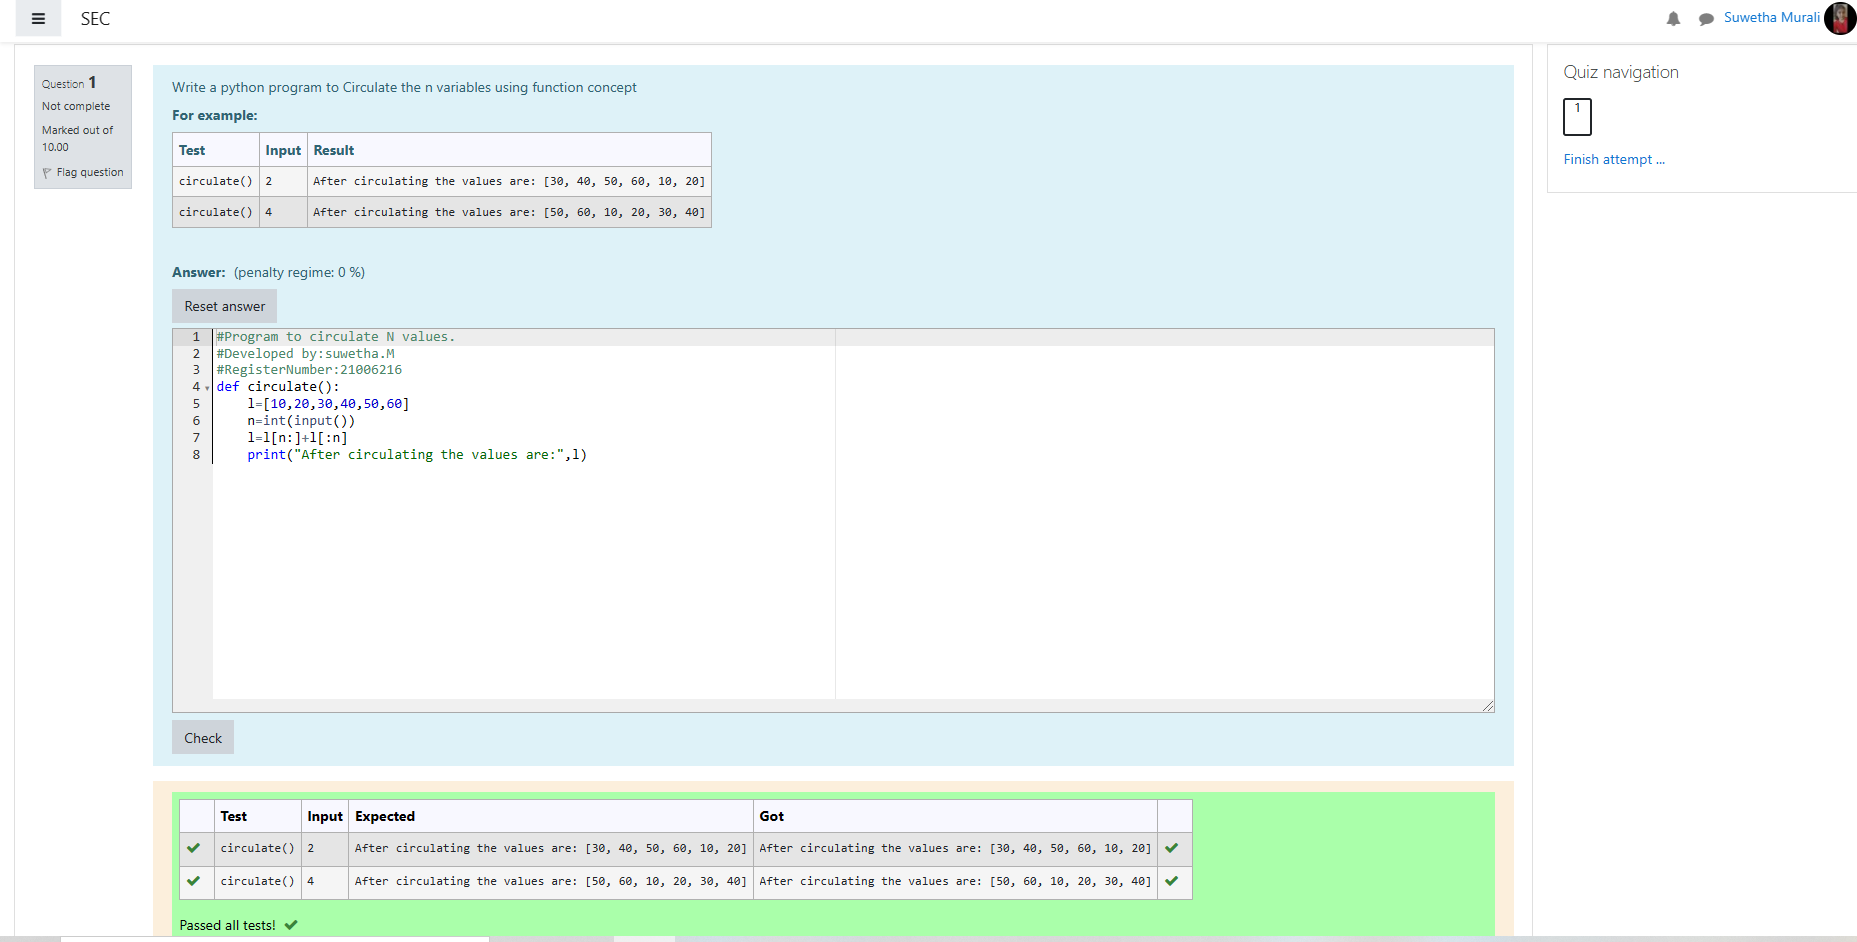 SEC
Suwetha Murali
Question 1
Not complete
Marked out of
10.00
Flag question
Write a python program to Circulate the n variables using function concept
For example:
Test Input Result
circulate() 2 After circulating the values are: [30, 40, 50, 60, 10, 20]
circulate() 4 After circulating the values are: [50, 60, 10, 20, 30, 40]
Answer: (penalty regime: 0 %)
Reset answer
1 #Program to circulate N values.
2 #Developed by:suwetha.M
3 #RegisterNumber:21006216
4 def circulate():
5     l=[10,20,30,40,50,60]
6     n=int(input())
7     l=l[n:]+l[:n]
8     print("After circulating the values are:",l)
Check
Test Input Expected Got
circulate() 2 After circulating the values are: [30, 40, 50, 60, 10, 20] After circulating the values are: [30, 40, 50, 60, 10, 20]
circulate() 4 After circulating the values are: [50, 60, 10, 20, 30, 40] After circulating the values are: [50, 60, 10, 20, 30, 40]
Passed all tests!
Quiz navigation
1
Finish attempt ...